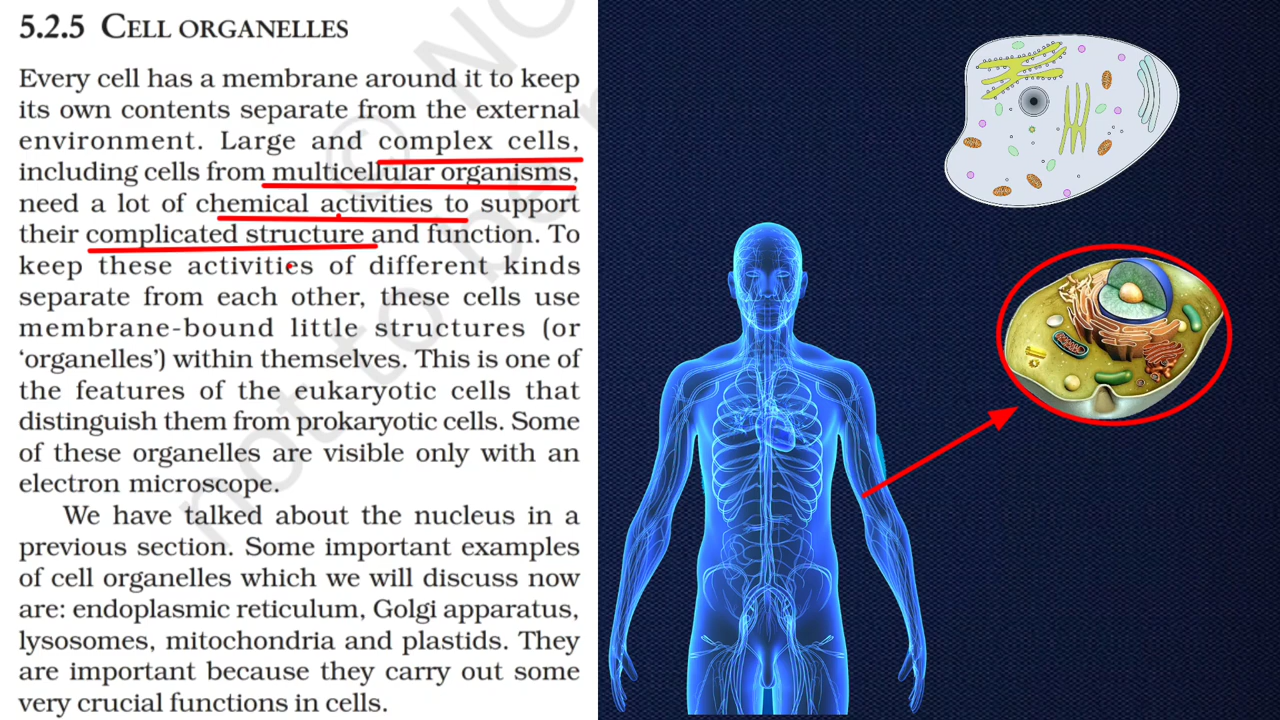 5.2.5 CELL ORGANELLES
Every cell has a membrane around it to keep
its own contents separate from the external
environment. Large and complex cells,
including cells from multicellular organisms,
need a lot of chemical activities to support
their complicated structure and function. To
keep these activities of different kinds
separate from each other, these cells use
membrane-bound little structures (or
‘organelles’) within themselves. This is one of
the features of the eukaryotic cells that
distinguish them from prokaryotic cells. Some
of these organelles are visible only with an
electron microscope.
We have talked about the nucleus in a
previous section. Some important examples
of cell organelles which we will discuss now
are: endoplasmic reticulum, Golgi apparatus,
lysosomes, mitochondria and plastids. They
are important because they carry out some
very crucial functions in cells.
not to be